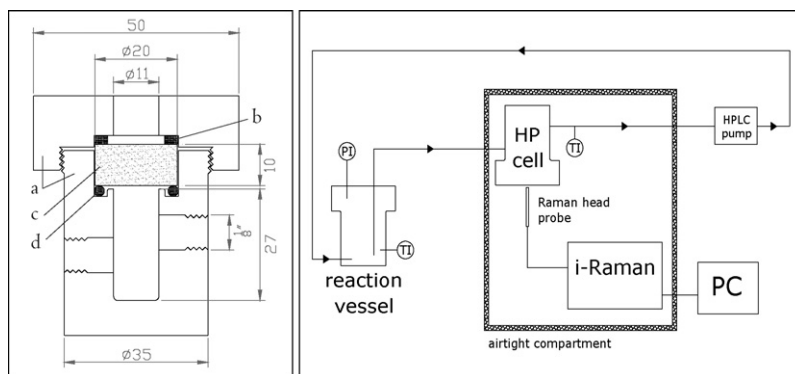 50
ø20
ø11
b
10
a
c
d
1/8"
27
ø35
HPLC
pump
HP
cell
TI
PI
TI
Raman head
probe
i-Raman
PC
reaction
vessel
airtight compartment